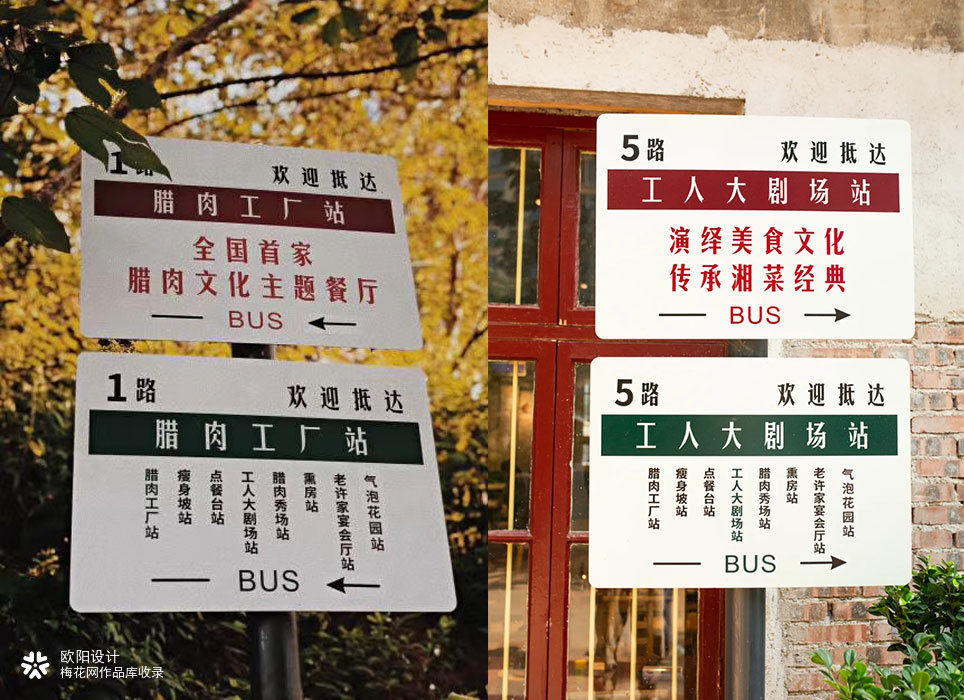 1路
欢迎抵达
腊肉工厂站
全国首家
腊肉文化主题餐厅
BUS
1路
欢迎抵达
腊肉工厂站
腊肉工厂站
瘦身坡站
点餐台站
工人大剧场站
腊肉秀场站
熏房站
老许家宴会厅站
气泡花园站
BUS
5路
欢迎抵达
工人大剧场站
演绎美食文化
传承湘菜经典
BUS
5路
欢迎抵达
工人大剧场站
腊肉工厂站
瘦身坡站
点餐台站
工人大剧场站
腊肉秀场站
熏房站
老许家宴会厅站
气泡花园站
BUS
欧阳设计
梅花网作品库收录